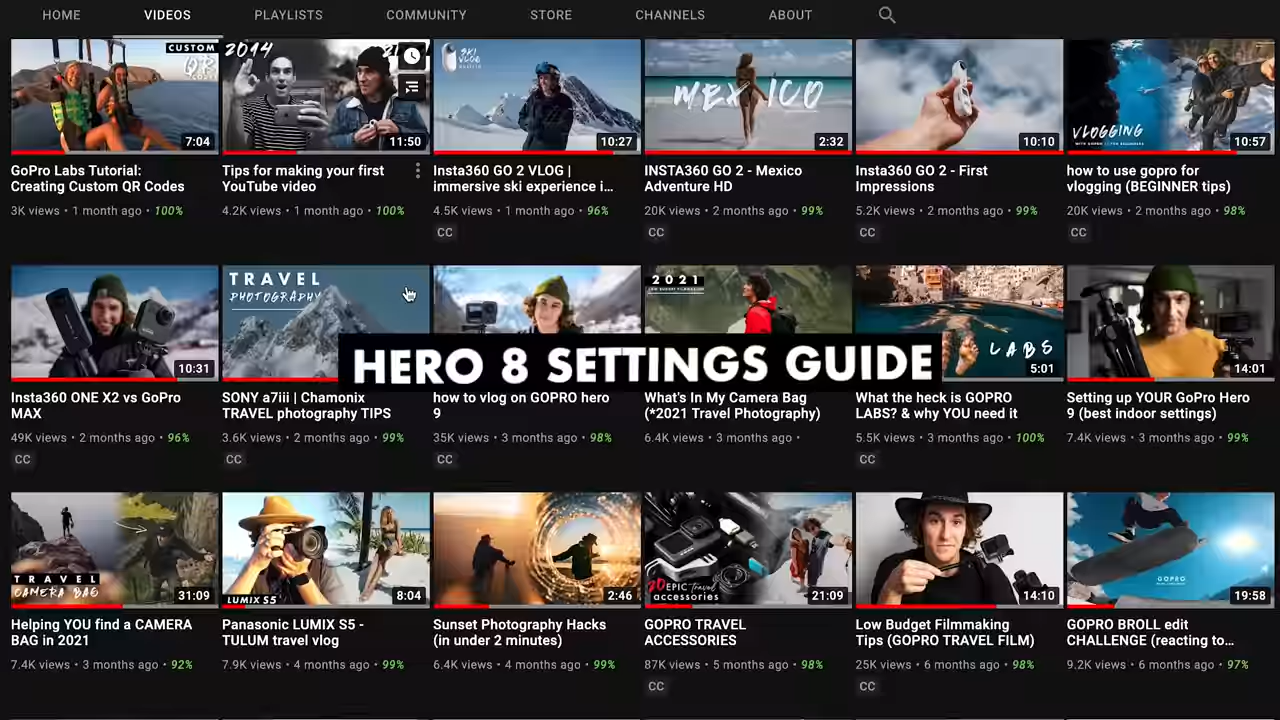 HOME VIDEOS PLAYLISTS COMMUNITY STORE CHANNELS ABOUT
CUSTOM
QR
7:04
2014
11:50
SKI
VLOG
10:27
MEXICO
2:32
10:10
VLOGGING
10:57
GoPro Labs Tutorial:
Creating Custom QR Codes
3K views • 1 month ago • 100%
Tips for making your first
YouTube video
4.2K views • 1 month ago • 100%
Insta360 GO 2 VLOG |
immersive ski experience i...
4.5K views • 1 month ago • 96%
CC
INSTA360 GO 2 - Mexico
Adventure HD
20K views • 2 months ago • 99%
CC
Insta360 GO 2 - First
Impressions
5.2K views • 2 months ago • 99%
CC
how to use gopro for
vlogging (BEGINNER tips)
20K views • 2 months ago • 98%
CC
10:31
TRAVEL
PHOTOGRAPHY
2021
LABS
5:01
14:01
HERO 8 SETTINGS GUIDE
Insta360 ONE X2 vs GoPro
MAX
49K views • 2 months ago • 96%
CC
SONY a7iii | Chamonix
TRAVEL photography TIPS
3.6K views • 2 months ago • 99%
CC
how to vlog on GOPRO hero
9
35K views • 3 months ago • 98%
CC
What's In My Camera Bag
(*2021 Travel Photography)
6.4K views • 3 months ago •
What the heck is GOPRO
LABS? & why YOU need it
5.5K views • 3 months ago • 100%
CC
Setting up YOUR GoPro Hero
9 (best indoor settings)
7.4K views • 3 months ago • 99%
TRAVEL
CAMERA BAG
31:09
LUMIX S5
8:04
2:46
20 EPIC travel
accessories
21:09
14:10
GOPRO
19:58
Helping YOU find a CAMERA
BAG in 2021
7.4K views • 3 months ago • 92%
Panasonic LUMIX S5 -
TULUM travel vlog
7.9K views • 4 months ago • 99%
Sunset Photography Hacks
(in under 2 minutes)
6.4K views • 4 months ago • 99%
GOPRO TRAVEL
ACCESSORIES
87K views • 5 months ago • 98%
CC
Low Budget Filmmaking
Tips (GOPRO TRAVEL FILM)
25K views • 6 months ago • 98%
CC
GOPRO BROLL edit
CHALLENGE (reacting to...
9.2K views • 6 months ago • 97%